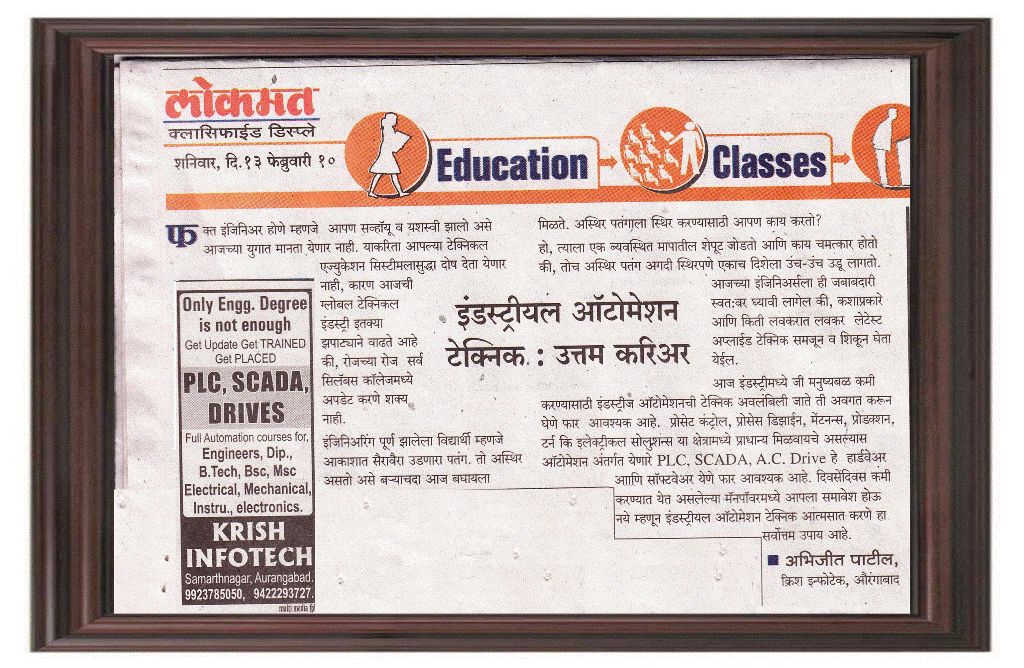 लोकमत
क्लासिफाईड डिस्प्ले
शनिवार, दि.१३ फेब्रुवारी १०
Education
Classes
फक्त इंजिनिअर होणे म्हणजे आपण सर्व्हायू व यशस्वी झालो असे
आजच्या युगात मानता येणार नाही. याकरिता आपल्या टेक्निकल
एज्युकेशन सिस्टीमलासुद्धा दोष देता येणार
नाही, कारण आजची
ग्लोबल टेक्निकल
इंडस्ट्री इतक्या
झपाट्याने वाढते आहे
की, रोजच्या रोज सर्व
सिलॅबस कॉलेजमध्ये
अपडेट करणे शक्य
नाही.
इंजिनिअरिंग पूर्ण झालेला विद्यार्थी म्हणजे
आकाशात सैरावैरा उडणारा पतंग. तो अस्थिर
असतो असे बऱ्याचदा आज बघायला
Only Engg. Degree
is not enough
Get Update Get TRAINED
Get PLACED
PLC, SCADA,
DRIVES
Full Automation courses for,
Engineers, Dip.,
B.Tech, Bsc, Msc
Electrical, Mechanical,
Instru., electronics.
KRISH
INFOTECH
Samarthnagar, Aurangabad.
9923785050, 9422293727.
multi media
इंडस्ट्रीयल ऑटोमेशन
टेक्निक : उत्तम करिअर
मिळते. अस्थिर पतंगाला स्थिर करण्यासाठी आपण काय करतो?
हो, त्याला एक व्यवस्थित मापातील शेपूट जोडतो आणि काय चमत्कार होतो
की, तोच अस्थिर पतंग अगदी स्थिरपणे एकाच दिशेला उंच-उंच उडू लागतो.
आजच्या इंजिनिअर्सला ही जबाबदारी
स्वत:वर घ्यावी लागेल की, कशाप्रकारे
आणि किती लवकरात लवकर लेटेस्ट
अप्लाईड टेक्निक समजून व शिकून घेता
येईल.
आज इंडस्ट्रीमध्ये जी मनुष्यबळ कमी
करण्यासाठी इंडस्ट्रीज ऑटोमेशनची टेक्निक अवलंबिली जाते ती अवगत करून
घेणे फार आवश्यक आहे. प्रोसेट कंट्रोल, प्रोसेस डिझाईन, मेंटनन्स, प्रोडक्शन,
टर्न कि इलेक्ट्रीकल सोलुशन्स या क्षेत्रामध्ये प्राधान्य मिळवायचे असल्यास
ऑटोमेशन अंतर्गत येणारे PLC, SCADA, A.C. Drive हे हार्डवेअर
आाणि सॉफ्टवेअर येणे फार आवश्यक आहे. दिवसेंदिवस कमी
करण्यात येत असलेल्या मॅनपॉवरमध्ये आपला समावेश होऊ
नये म्हणून इंडस्ट्रीयल ऑटोमेशन टेक्निक आत्मसात करणे हा
सर्वोत्तम उपाय आहे.
■ अभिजीत पाटील,
क्रिश इन्फोटेक, औरंगाबाद